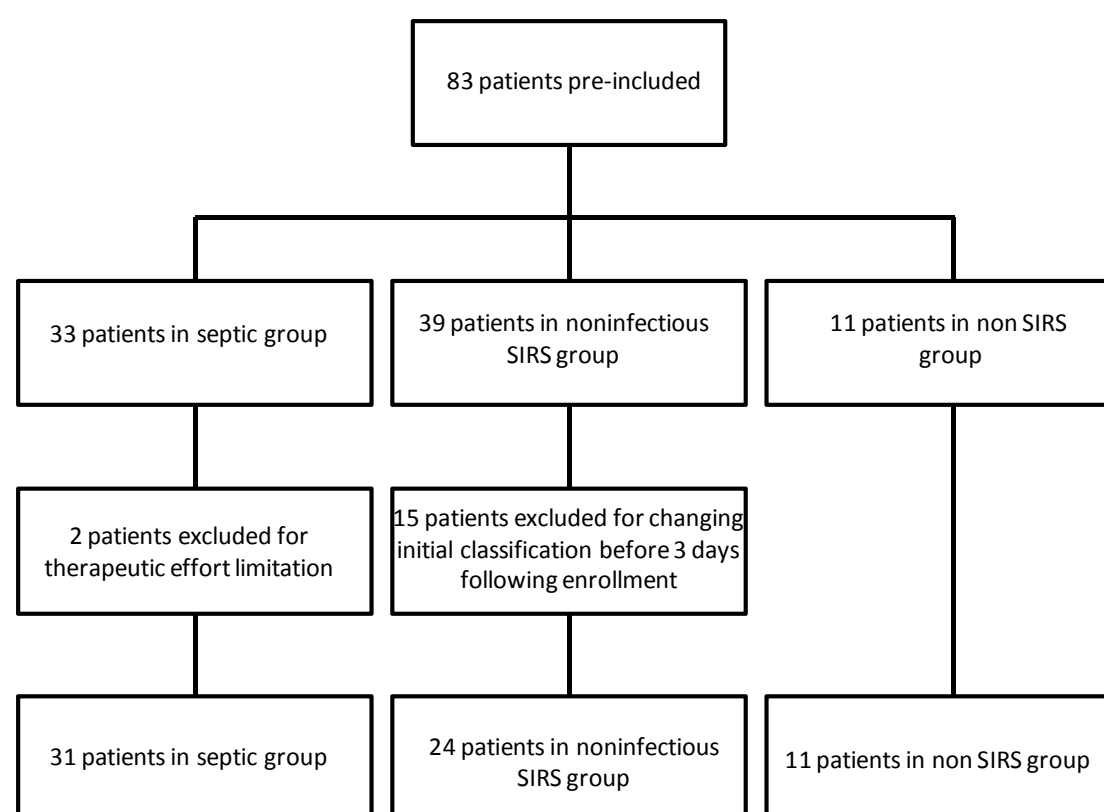 83 patients pre-included
33 patients in septic group
39 patients in noninfectious
SIRS group
11 patients in non SIRS
group
2 patients excluded for
therapeutic effort limitation
15 patients excluded for changing
initial classification before 3 days
following enrollment
31 patients in septic group
24 patients in noninfectious
SIRS group
11 patients in non SIRS group